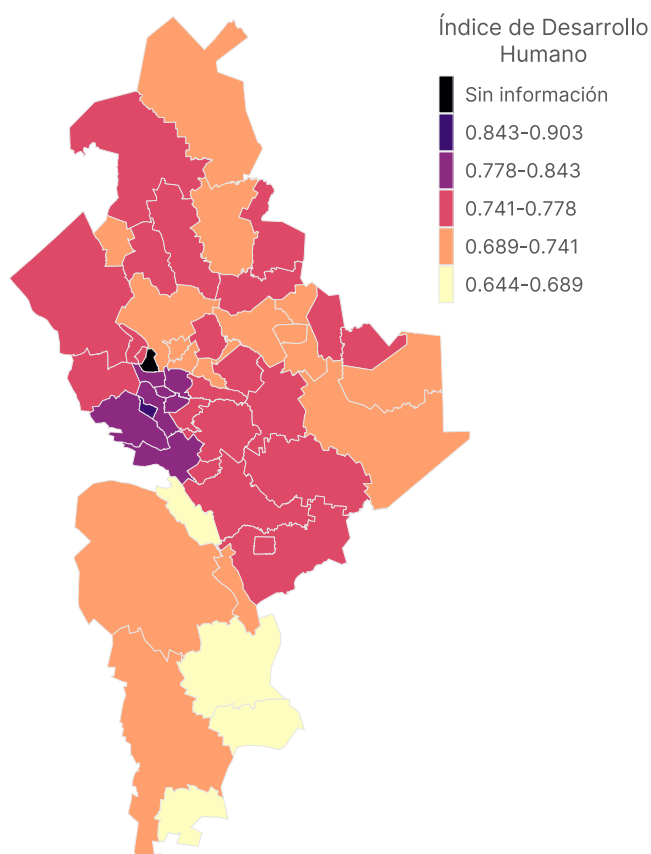 Índice de Desarrollo
Humano
Sin información
0.843-0.903
0.778-0.843
0.741-0.778
0.689-0.741
0.644-0.689